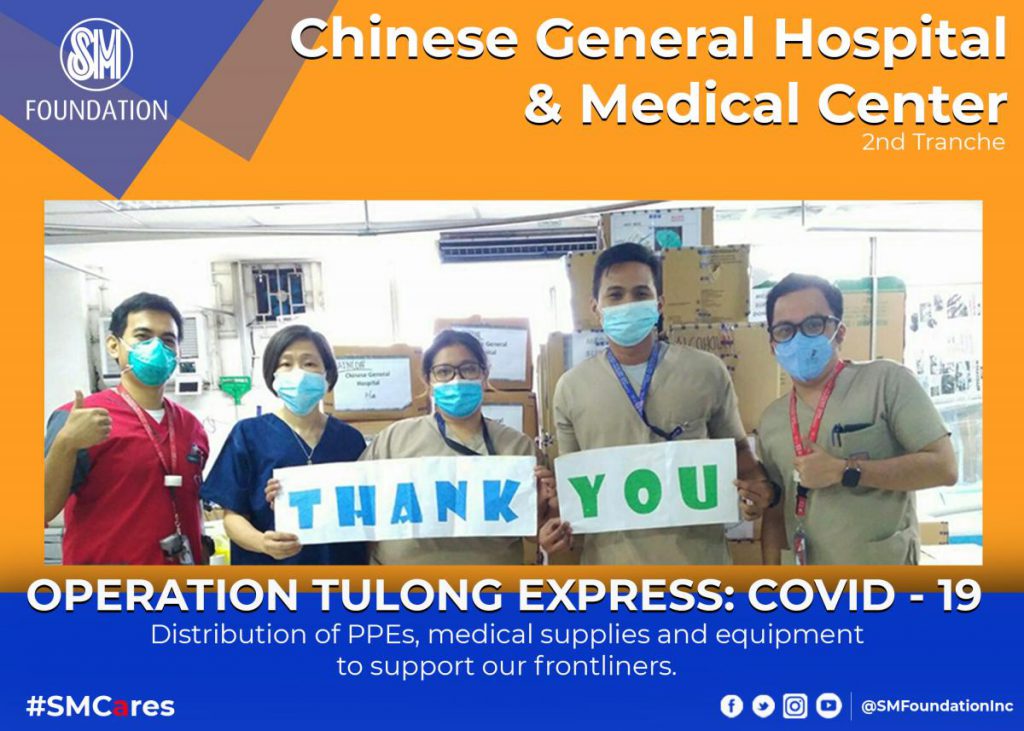 SM
FOUNDATION
Chinese General Hospital
& Medical Center
2nd Tranche
Chinese General
Hospital
THANK YOU
OPERATION TULONG EXPRESS: COVID - 19
Distribution of PPEs, medical supplies and equipment
to support our frontliners.
#SMCares
@SMFoundationInc